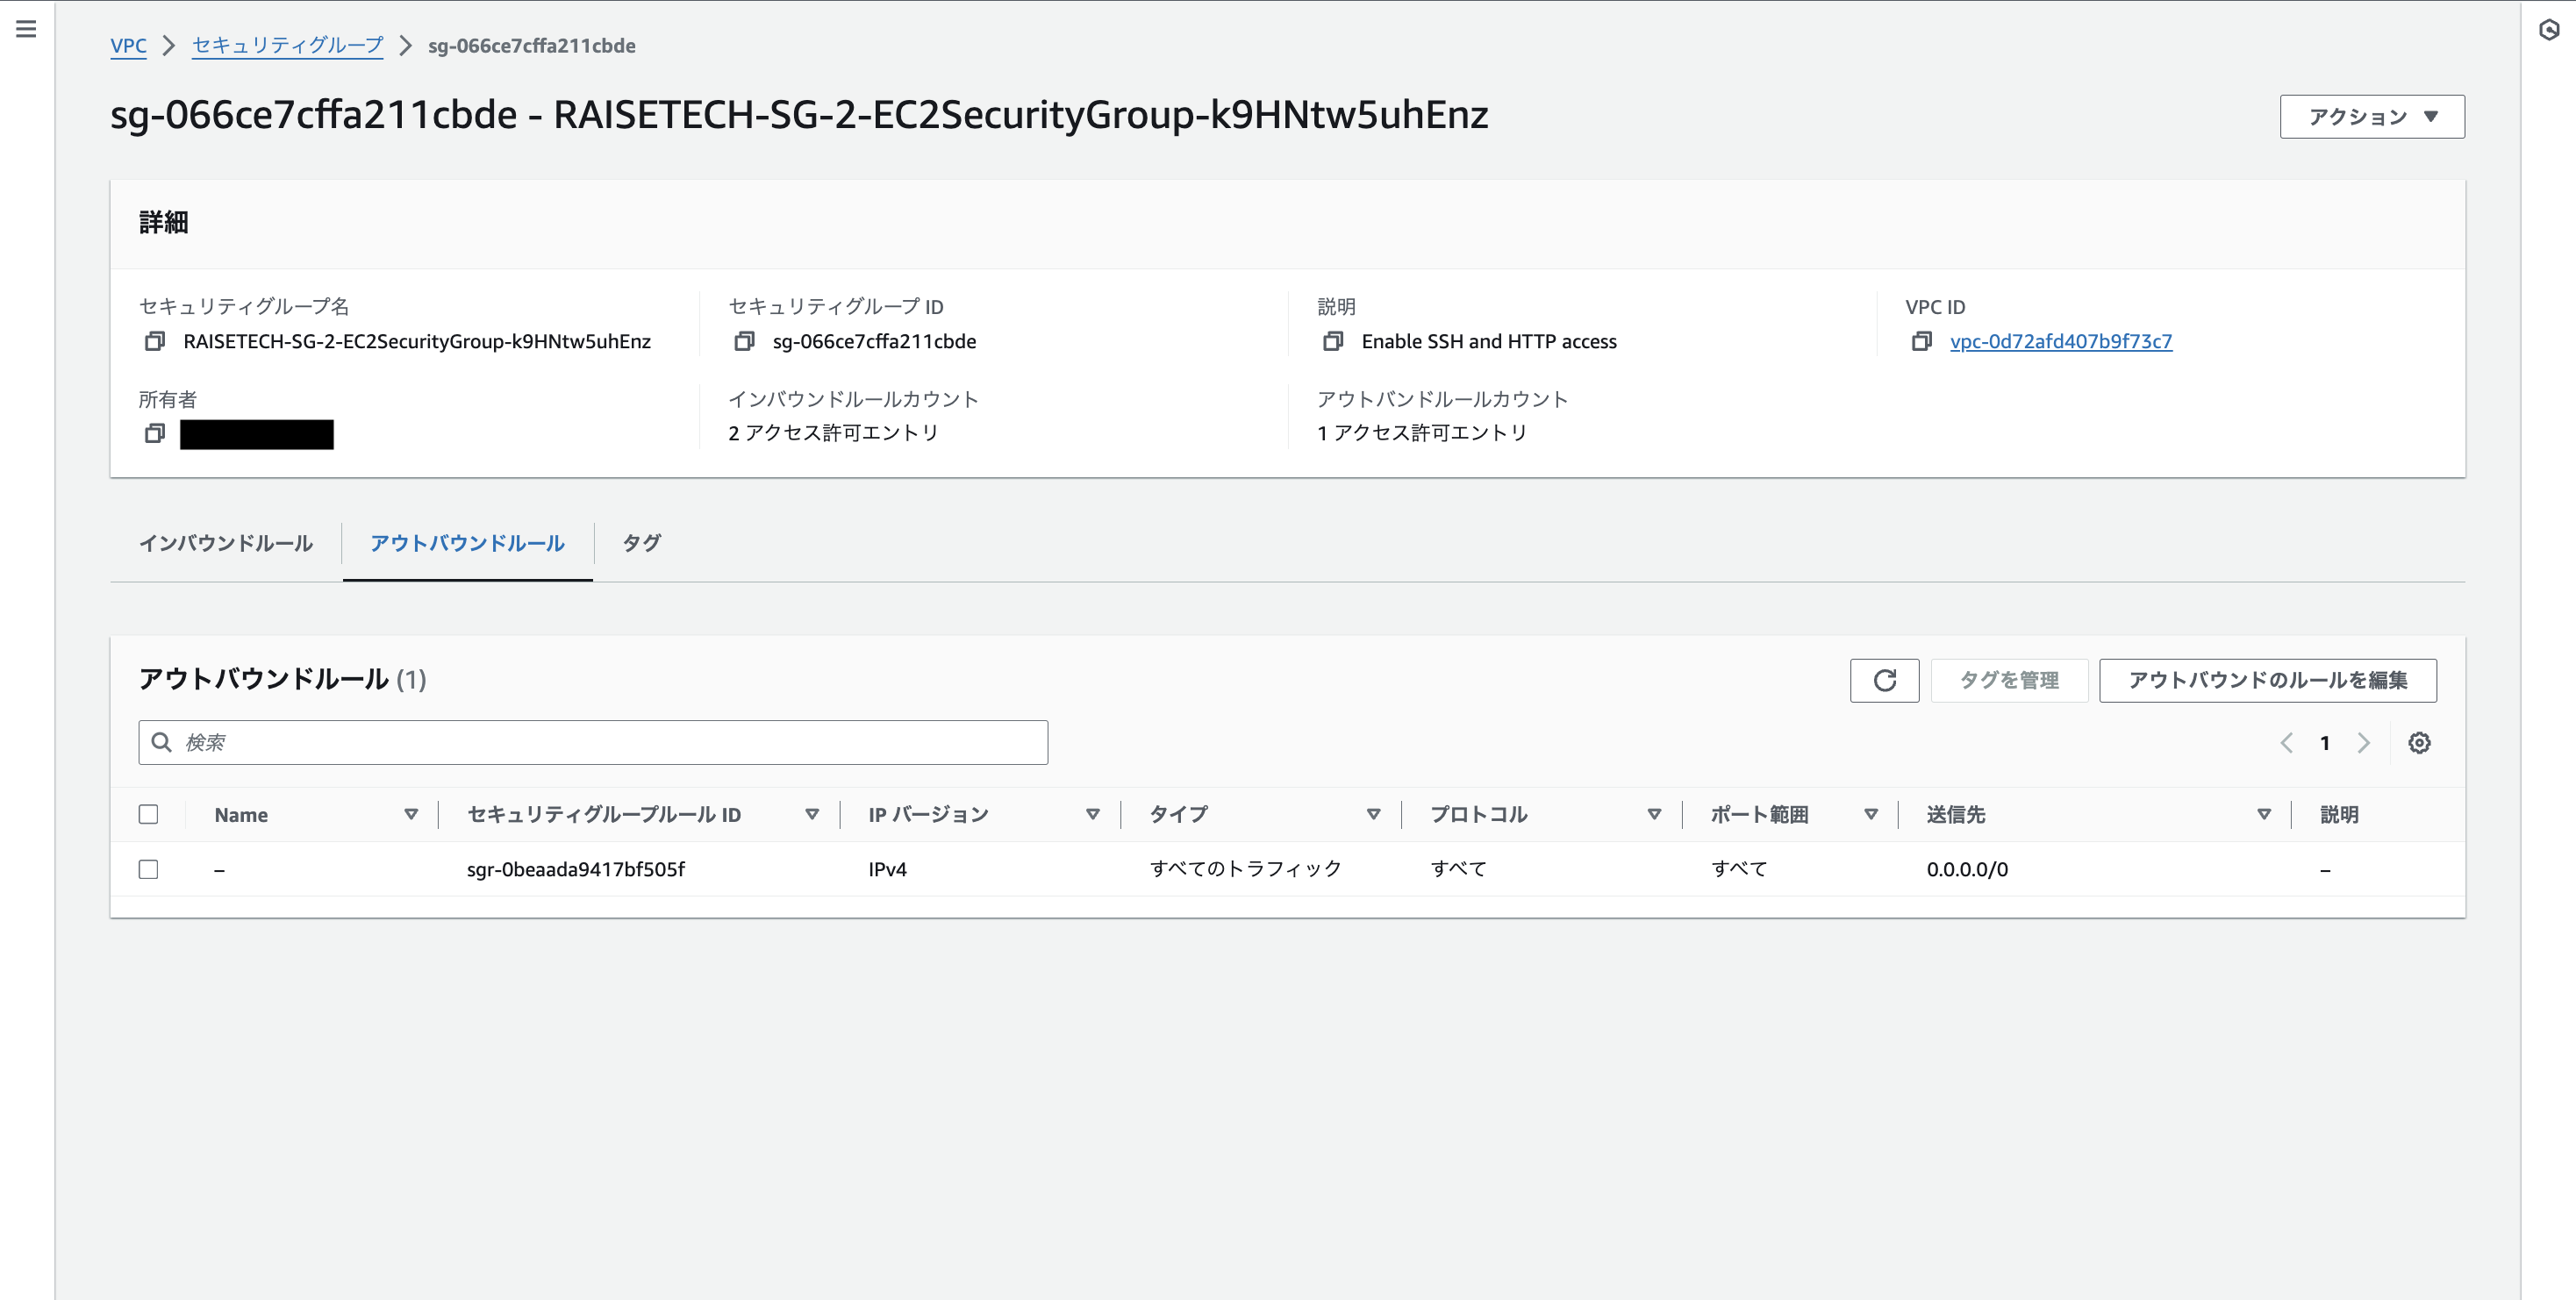 VPC > セキュリティグループ > sg-066ce7cffa211cbde
sg-066ce7cffa211cbde - RAISETECH-SG-2-EC2SecurityGroup-k9HNtw5uhEnz
アクション
詳細
セキュリティグループ名
RAISETECH-SG-2-EC2SecurityGroup-k9HNtw5uhEnz
セキュリティグループ ID
sg-066ce7cffa211cbde
説明
Enable SSH and HTTP access
VPC ID
vpc-0d72afd407b9f73c7
所有者
インバウンドルールカウント
2 アクセス許可エントリ
アウトバンドルールカウント
1 アクセス許可エントリ
インバウンドルール アウトバウンドルール タグ
アウトバウンドルール (1)
タグを管理 アウトバウンドのルールを編集
検索
1
Name セキュリティグループルール ID IP バージョン タイプ プロトコル ポート範囲 送信先 説明
– sgr-0beaada9417bf505f IPv4 すべてのトラフィック すべて すべて 0.0.0.0/0 –